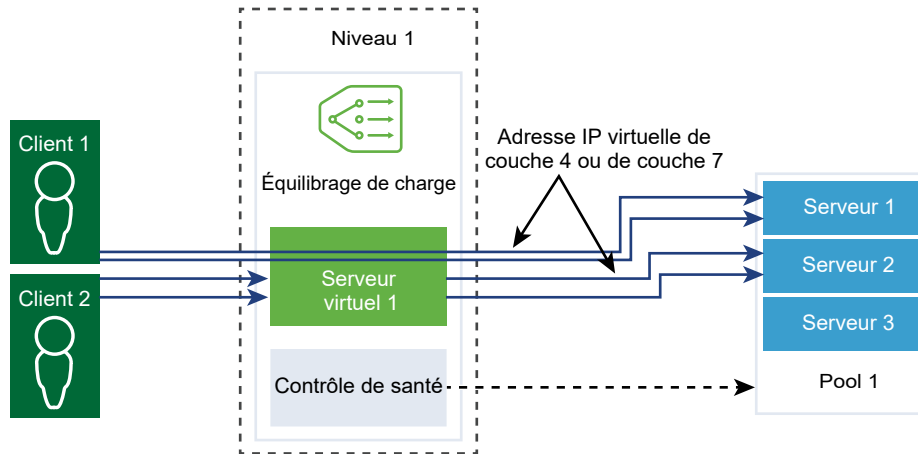 Niveau 1
Client 1
Client 2
Équilibrage de charge
Serveur
virtuel 1
Contrôle de santé
Adresse IP virtuelle de
couche 4 ou de couche 7
Serveur 1
Serveur 2
Serveur 3
Pool 1